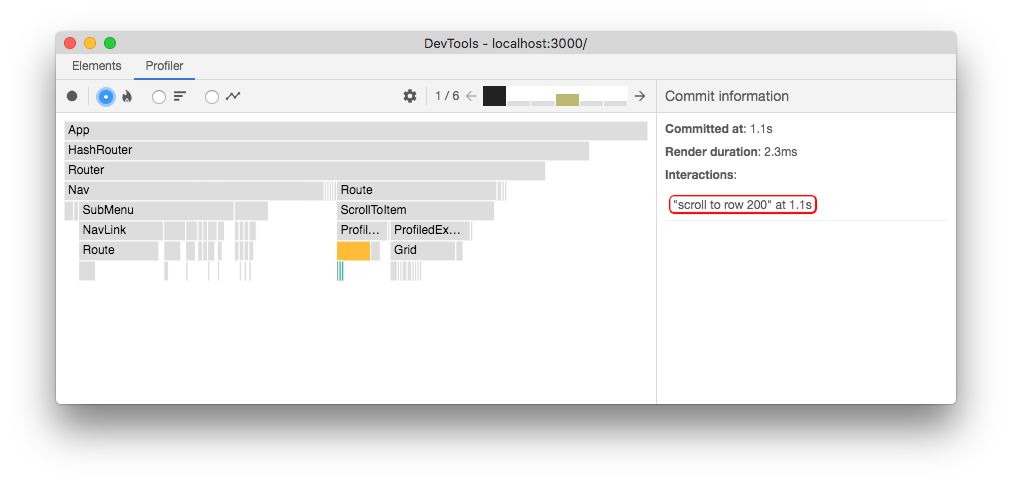 DevTools - localhost:3000/
Elements Profiler
1 / 6
Commit information
App
HashRouter
Router
Nav Route
SubMenu ScrollToItem
NavLink Profil... ProfiledEx...
Route Grid
Committed at: 1.1s
Render duration: 2.3ms
Interactions:
"scroll to row 200" at 1.1s